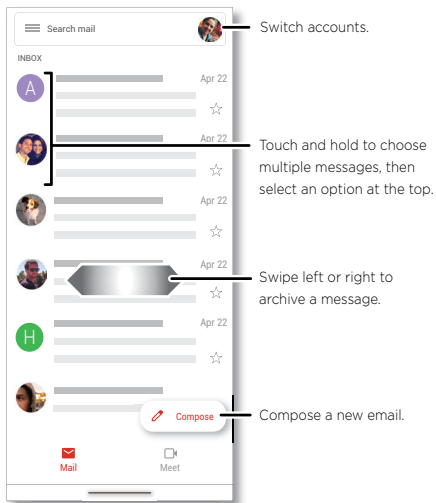 Search mail
Switch accounts.
INBOX
A
Apr 22
Apr 22
Touch and hold to choose
multiple messages, then
select an option at the top.
Apr 22
Apr 22
Swipe left or right to
archive a message.
H
Apr 22
Compose
Compose a new email.
Mail
Meet